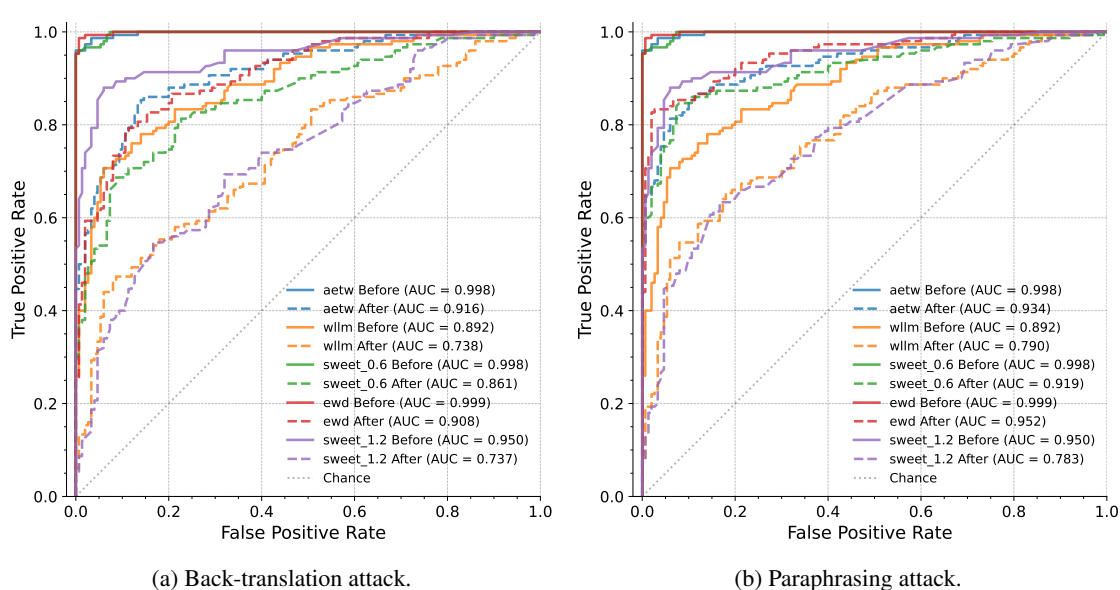 1.0
0.8
0.6
0.4
0.2
0.0
True Positive Rate
0.0 0.2 0.4 0.6 0.8 1.0
False Positive Rate
aetw Before (AUC = 0.998)
aetw After (AUC = 0.916)
wllm Before (AUC = 0.892)
wllm After (AUC = 0.738)
sweet_0.6 Before (AUC = 0.998)
sweet_0.6 After (AUC = 0.861)
ewd Before (AUC = 0.999)
ewd After (AUC = 0.908)
sweet_1.2 Before (AUC = 0.950)
sweet_1.2 After (AUC = 0.737)
Chance
(a) Back-translation attack.
1.0
0.8
0.6
0.4
0.2
0.0
True Positive Rate
0.0 0.2 0.4 0.6 0.8 1.0
False Positive Rate
aetw Before (AUC = 0.998)
aetw After (AUC = 0.934)
wllm Before (AUC = 0.892)
wllm After (AUC = 0.790)
sweet_0.6 Before (AUC = 0.998)
sweet_0.6 After (AUC = 0.919)
ewd Before (AUC = 0.999)
ewd After (AUC = 0.952)
sweet_1.2 Before (AUC = 0.950)
sweet_1.2 After (AUC = 0.783)
Chance
(b) Paraphrasing attack.